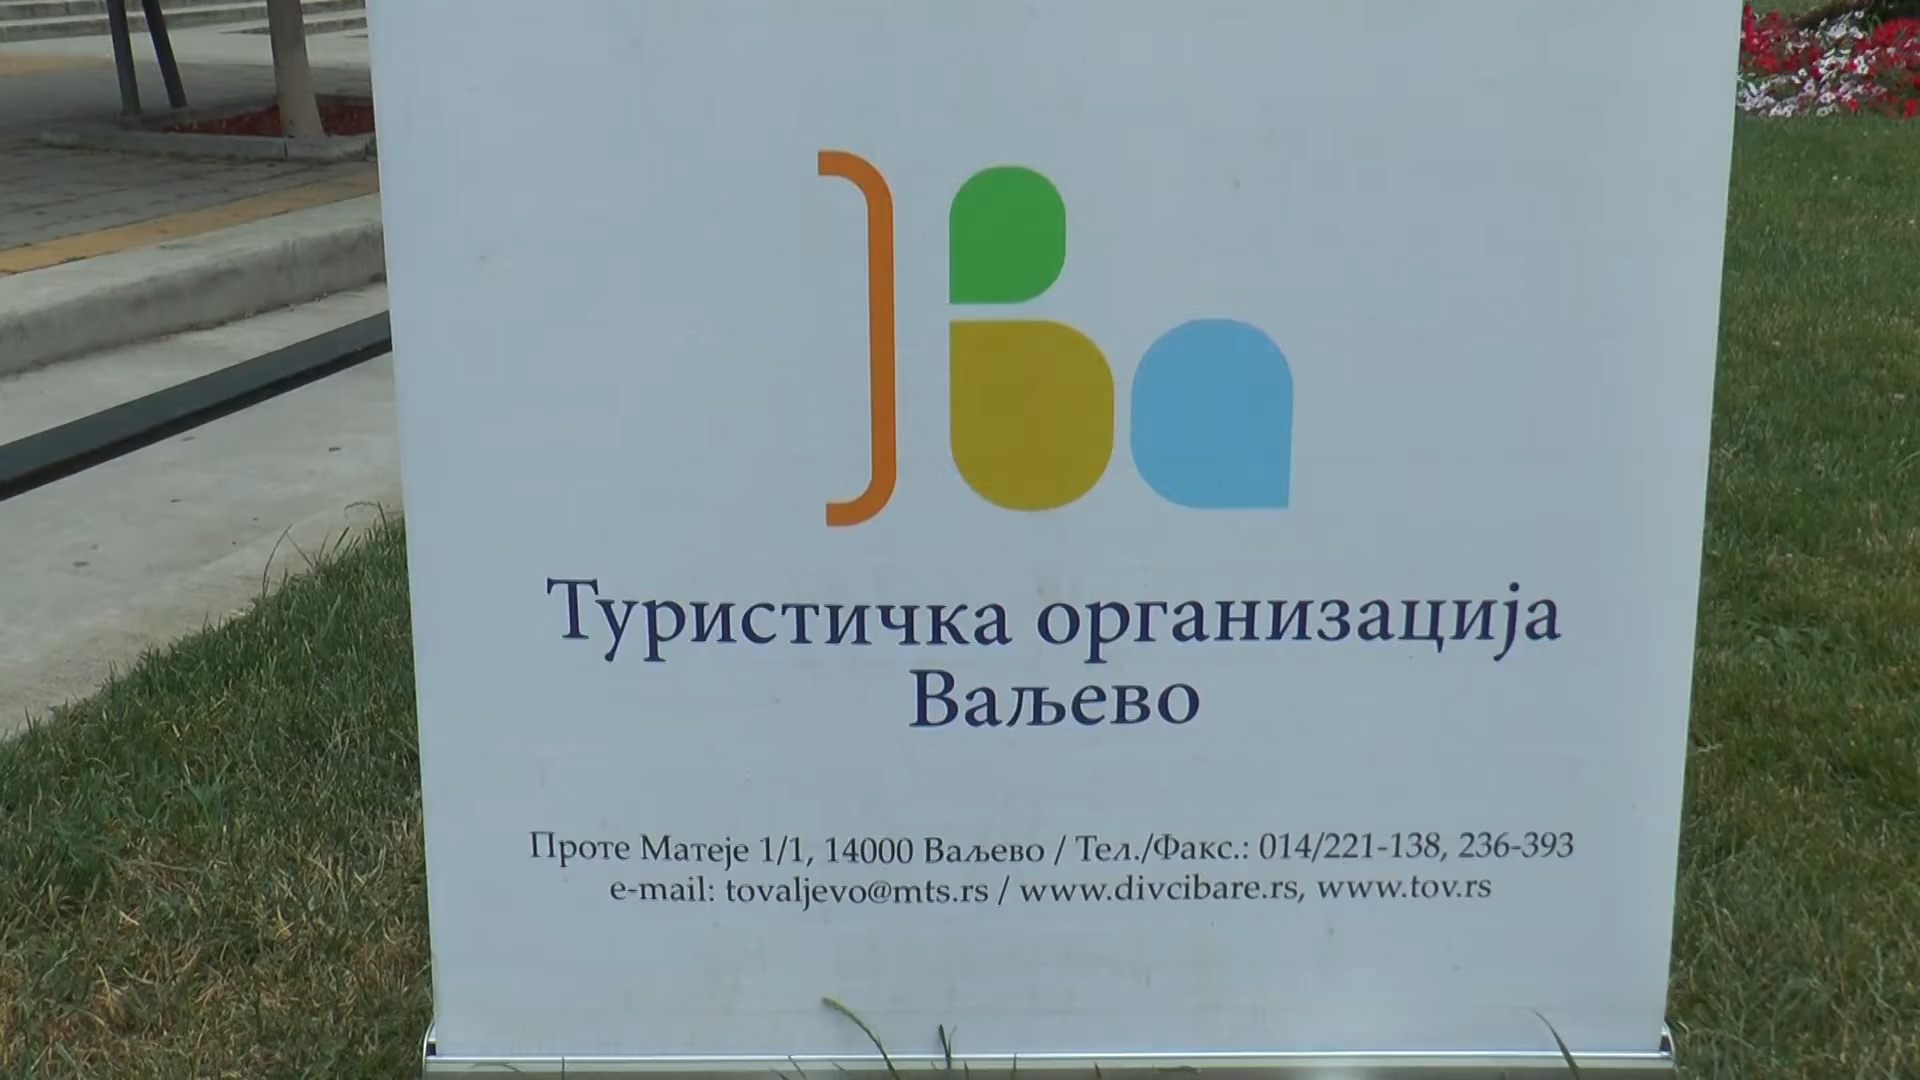 Ва
Туристичка организација
Ваљево
Проте Матеје 1/1, 14000 Ваљево / Тел./Факс.: 014/221-138, 236-393
e-mail: tovaljevo@mts.rs / www.divcibare.rs, www.tov.rs